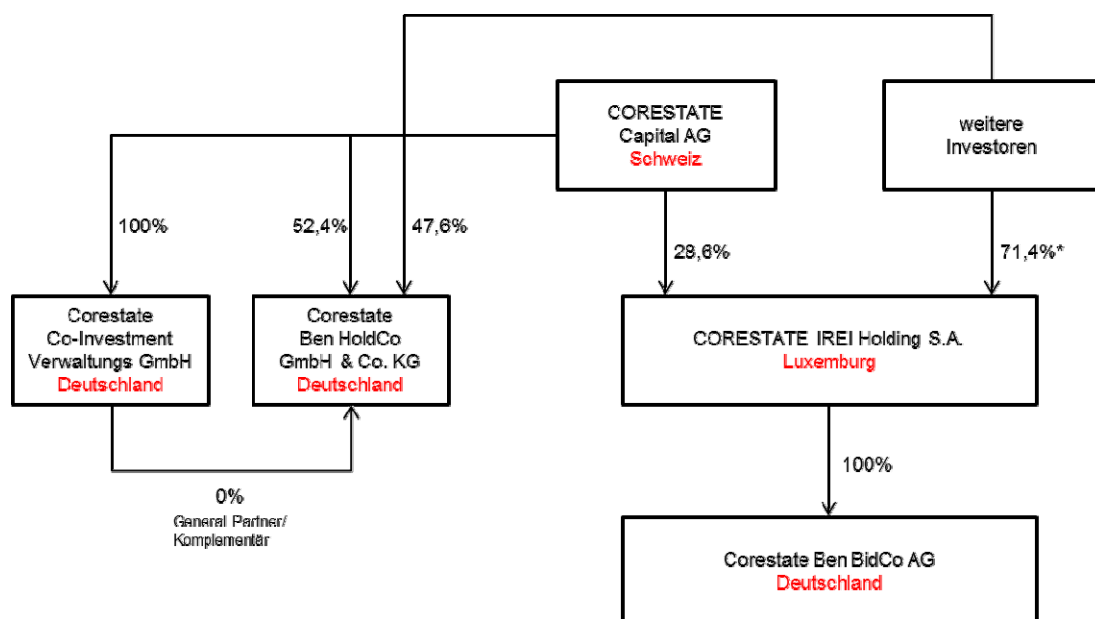 CORESTATE
Capital AG
Schweiz
weitere
Investoren
100%
52,4%
47,6%
28,6%
71,4%*
Corestate
Co-Investment
Verwaltungs GmbH
Deutschland
Corestate
Ben HoldCo
GmbH & Co. KG
Deutschland
CORESTATE IREI Holding S.A.
Luxemburg
0%
General Partner/
Komplementär
100%
Corestate Ben BidCo AG
Deutschland